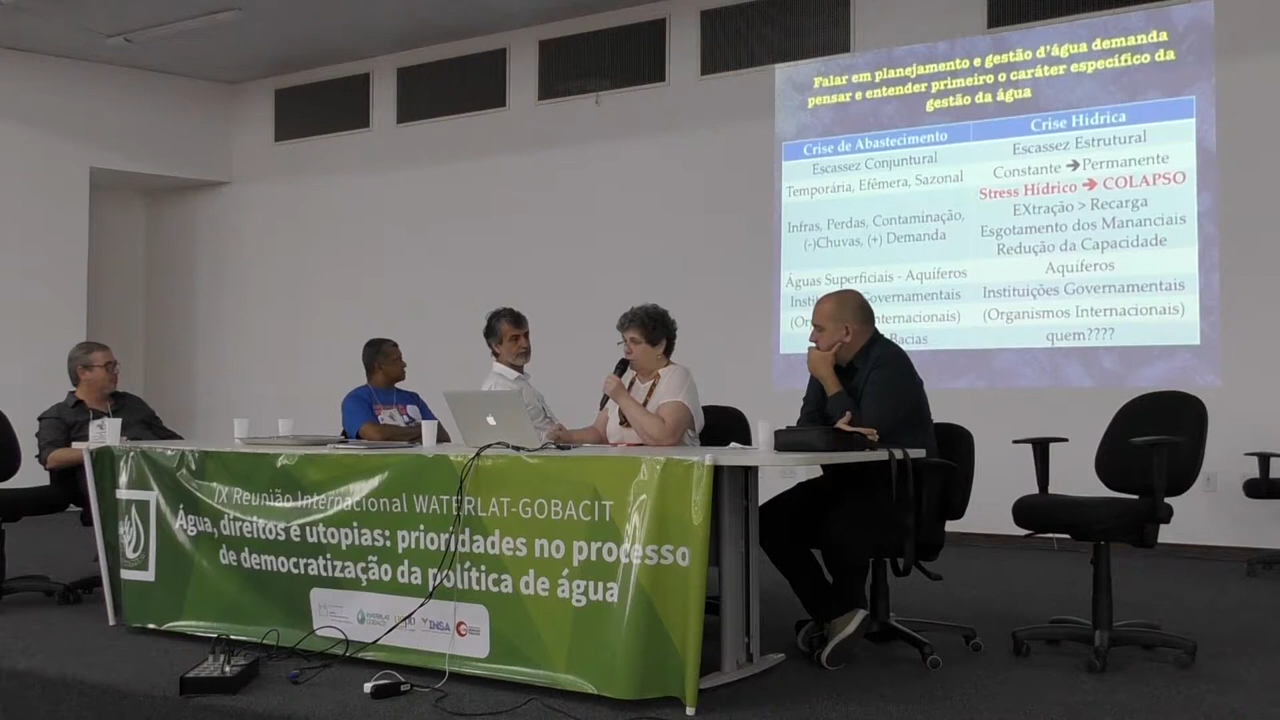 Falar em planejamento e gestão d'água demanda
pensar e entender primeiro o caráter específico da
gestão da água
Crise de Abastecimento
Crise Hídrica
Escassez Conjuntural
Escassez Estrutural
Temporária, Efêmera, Sazonal
Constante ➔ Permanente
Stress Hídrico ➔ COLAPSO
Infras, Perdas, Contaminação,
(-)Chuvas, (+) Demanda
EXtração > Recarga
Esgotamento dos Mananciais
Redução da Capacidade
Águas Superficiais - Aquíferos
Aquíferos
Governamentais
Instituições Governamentais
(Organismos Internacionais)
Bacias
quem????
IX Reunião Internacional WATERLAT-GOBACIT
Água, direitos e utopias: prioridades no processo
de democratização da política de água
WATERLAT
GOBACIT
INSA